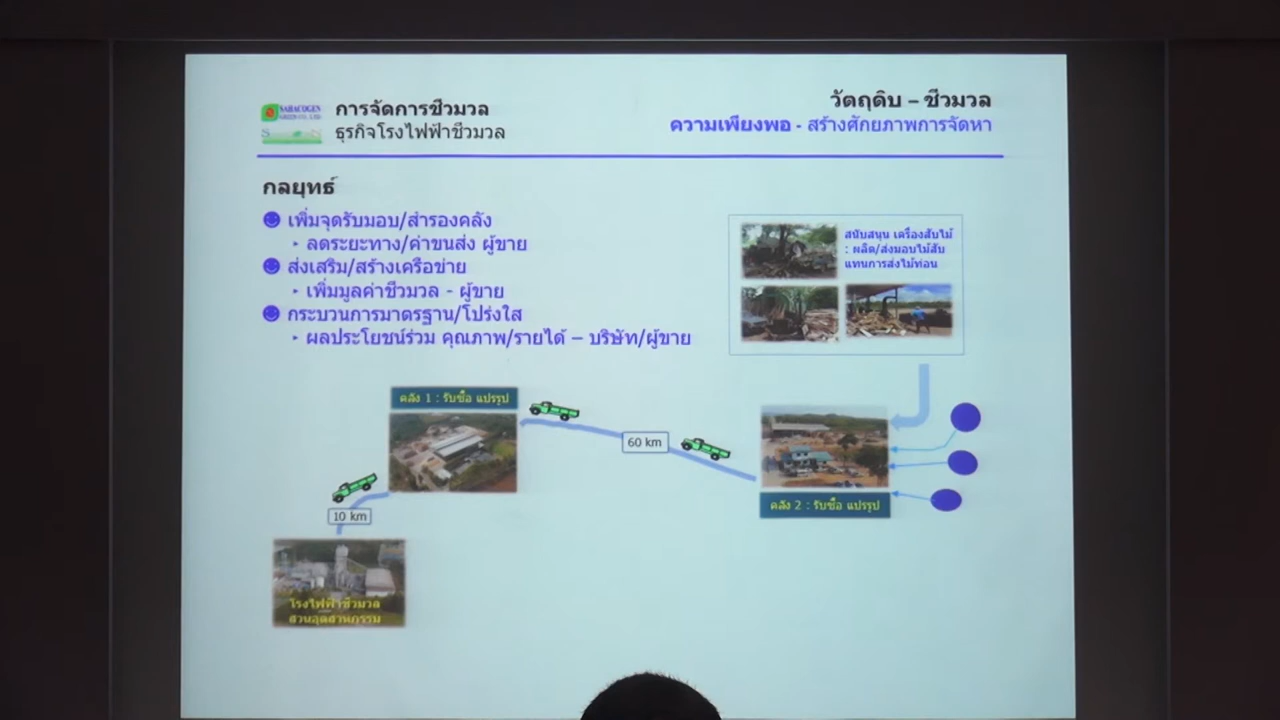 SAHACOGEN
GREEN CO., LTD
การจัดการชีวมวล
ธุรกิจโรงไฟฟ้าชีวมวล
วัตถุดิบ – ชีวมวล
ความเพียงพอ - สร้างศักยภาพการจัดหา
กลยุทธ์
เพิ่มจุดรับมอบ/สำรองคลัง
‣ ลดระยะทาง/ค่าขนส่ง ผู้ขาย
ส่งเสริม/สร้างเครือข่าย
‣ เพิ่มมูลค่าชีวมวล - ผู้ขาย
กระบวนการมาตรฐาน/โปร่งใส
‣ ผลประโยชน์ร่วม คุณภาพ/รายได้ – บริษัท/ผู้ขาย
สนับสนุน เครื่องสับไม้
: ผลิต/ส่งมอบไม้สับ
แทนการส่งไม้ท่อน
คลัง 1 : รับซื้อ แปรรูป
60 km
คลัง 2 : รับซื้อ แปรรูป
10 km
โรงไฟฟ้าชีวมวล
สวนอุตสาหกรรม